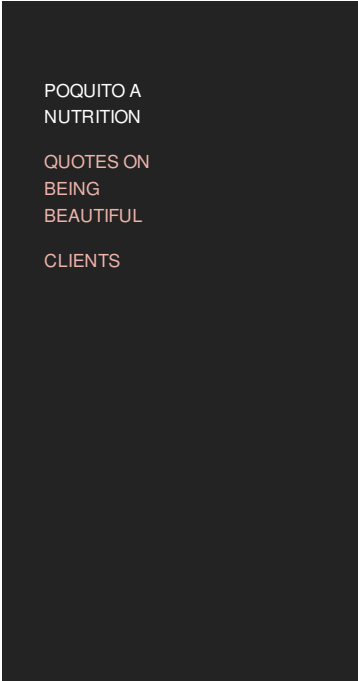 POQUITO A
NUTRITION
QUOTES ON
BEING
BEAUTIFUL
CLIENTS